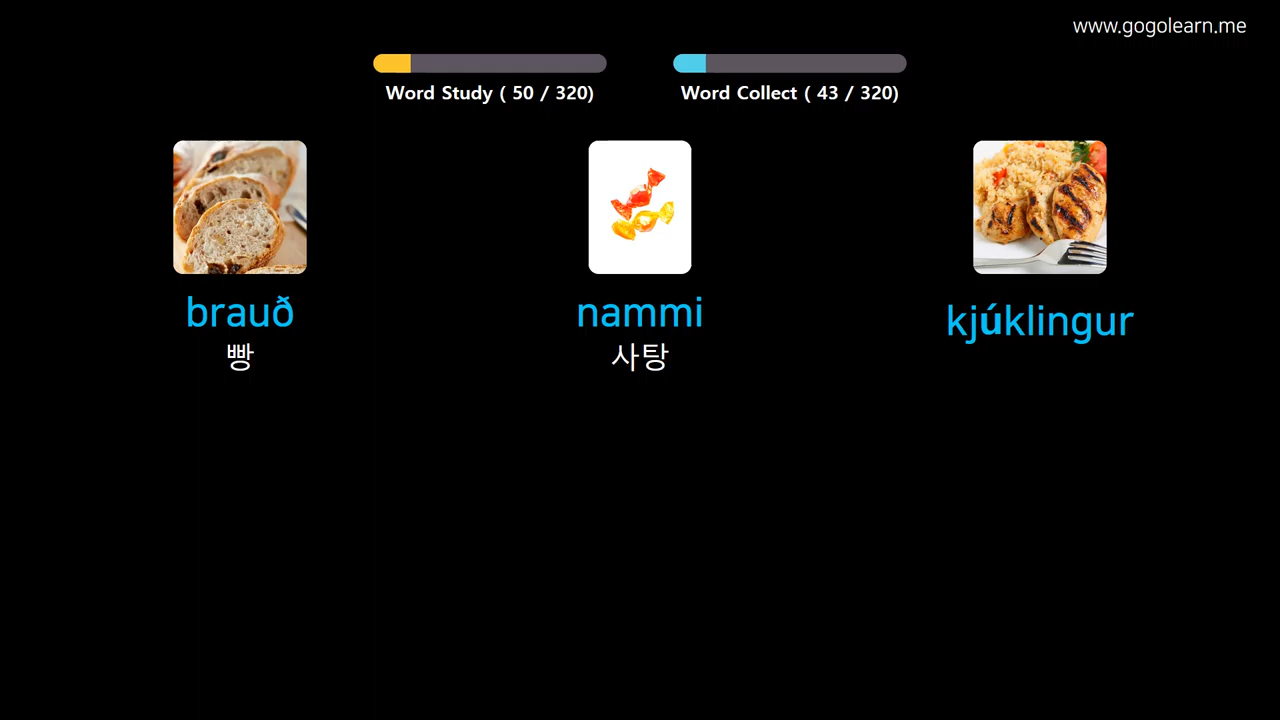 www.gogolearn.me
Word Study ( 50 / 320)
Word Collect ( 43 / 320)
brauð
빵
nammi
사탕
kjúklingur